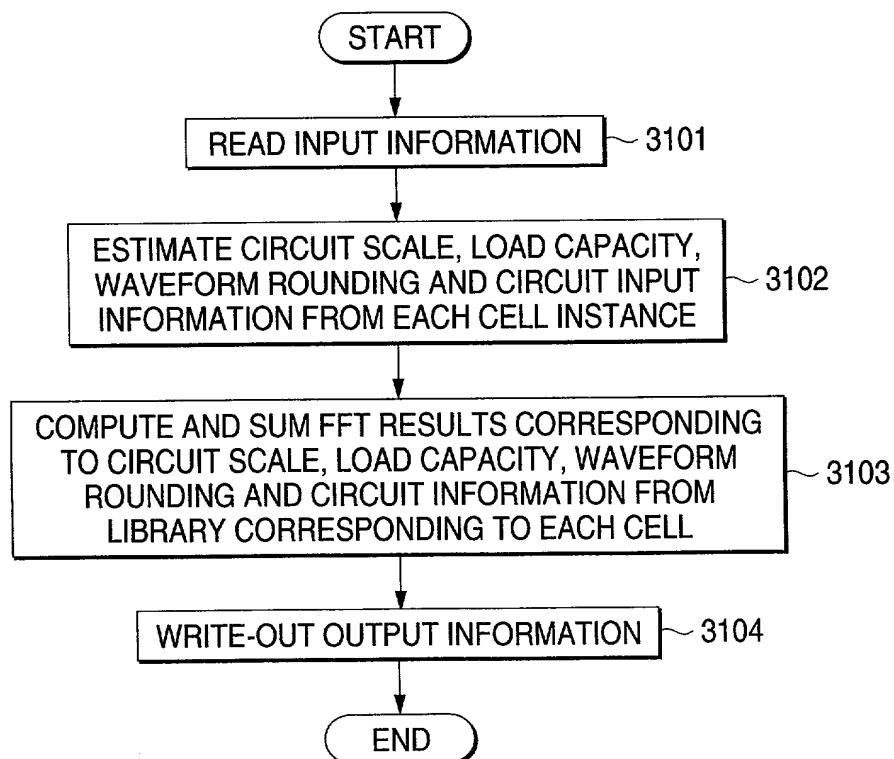 START
READ INPUT INFORMATION
3101
ESTIMATE CIRCUIT SCALE, LOAD CAPACITY,
WAVEFORM ROUNDING AND CIRCUIT INPUT
INFORMATION FROM EACH CELL INSTANCE
3102
COMPUTE AND SUM FFT RESULTS CORRESPONDING
TO CIRCUIT SCALE, LOAD CAPACITY, WAVEFORM
ROUNDING AND CIRCUIT INFORMATION FROM
LIBRARY CORRESPONDING TO EACH CELL
3103
WRITE-OUT OUTPUT INFORMATION
3104
END